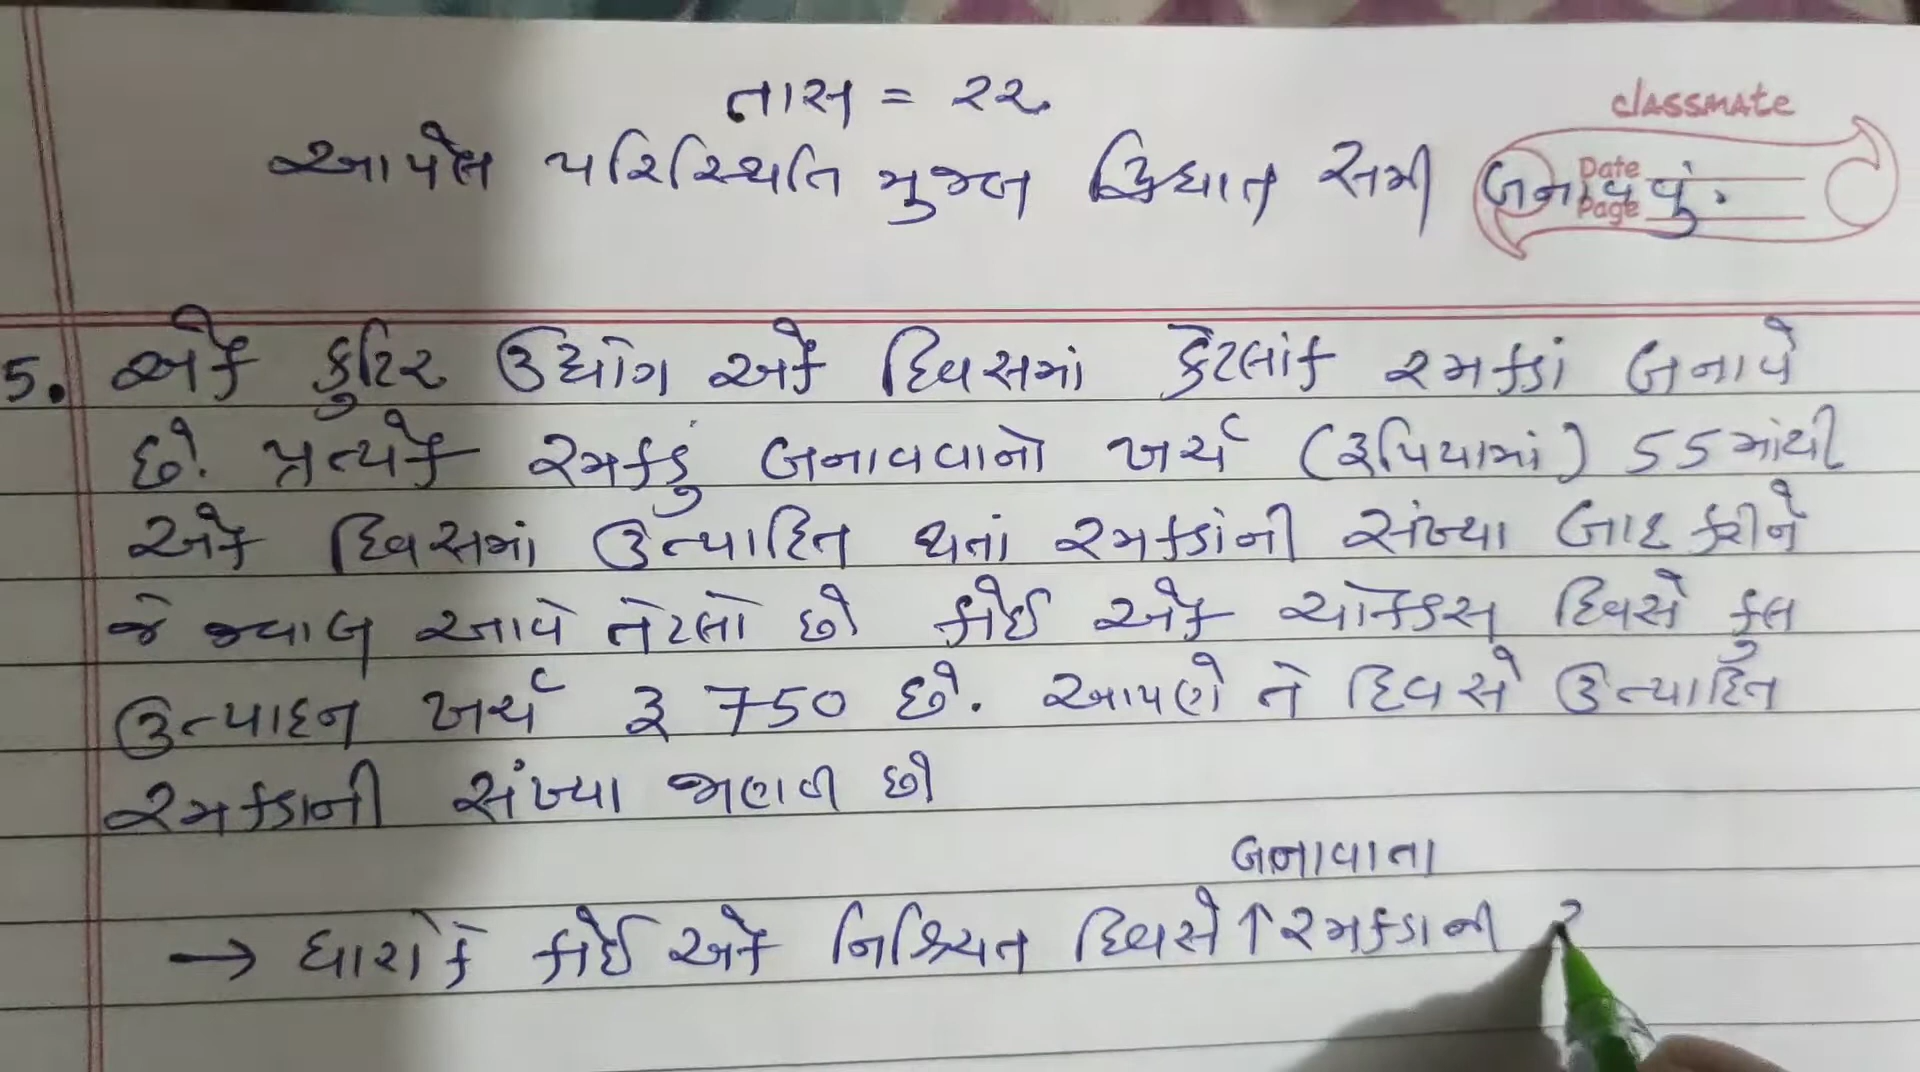 તાસ = ૨૨
આપેલ પરિસ્થિતિ મુજબ દ્વિઘાત સમી બનાવવું.
classmate
Date
Page
5. એક કુટિર ઉદ્યોગ એક દિવસમાં કેટલાંક રમકડાં બનાવે
છે. પ્રત્યેક રમકડું બનાવવાનો ખર્ચ (રૂપિયામાં) 55માંથી
એક દિવસમાં ઉત્પાદિત થતાં રમકડાંની સંખ્યા બાદ કરીને
જે જવાબ આવે તેટલો છે કોઈ એક ચોક્કસ દિવસે કુલ
ઉત્પાદન ખર્ચ રૂ 750 છે. આપણે તે દિવસે ઉત્પાદિત
રમકડાની સંખ્યા જાણવી છે
બનાવાતા
→ ધારોકે કોઈ એક નિશ્ચિત દિવસે ↑ રમકડાની